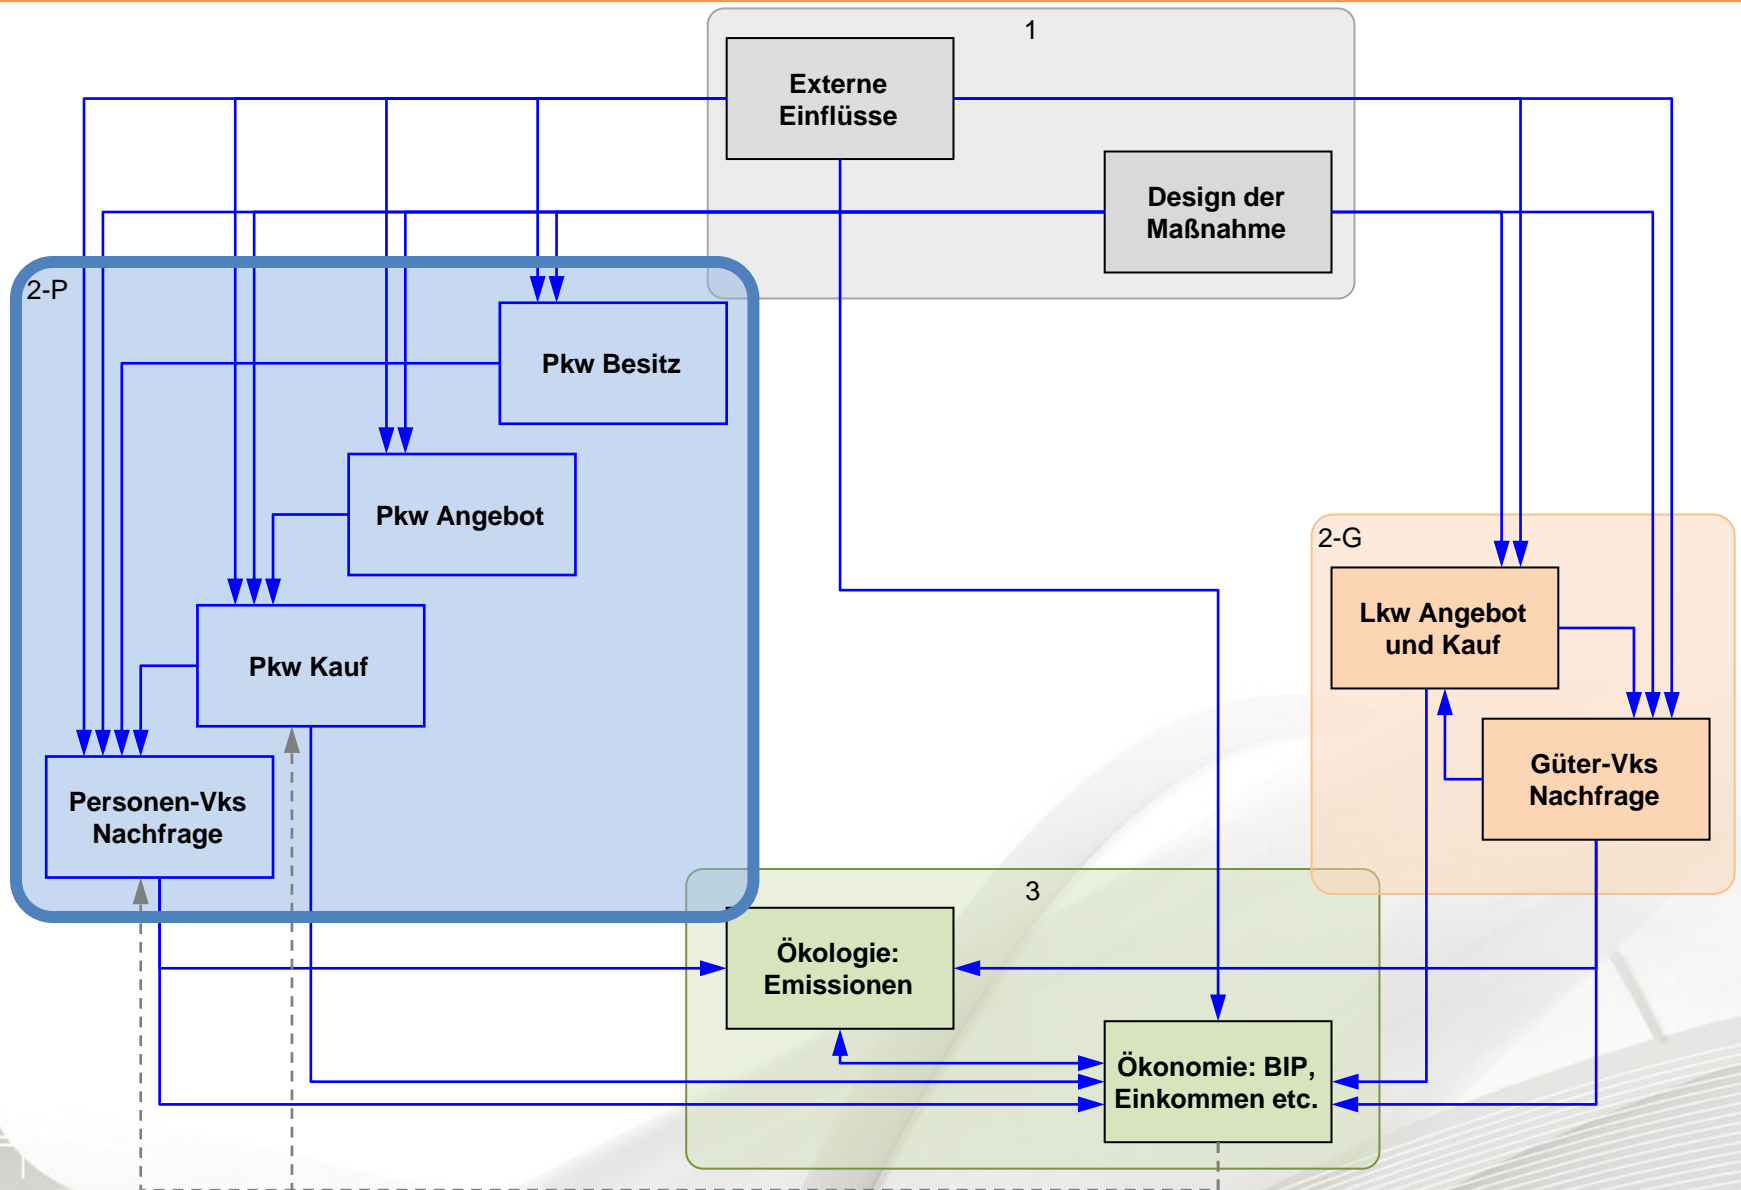 1
Externe
Einflüsse
Design der
Maßnahme
2-P
Pkw Besitz
Pkw Angebot
Pkw Kauf
Personen-Vks
Nachfrage
2-G
Lkw Angebot
und Kauf
Güter-Vks
Nachfrage
3
Ökologie:
Emissionen
Ökonomie: BIP,
Einkommen etc.